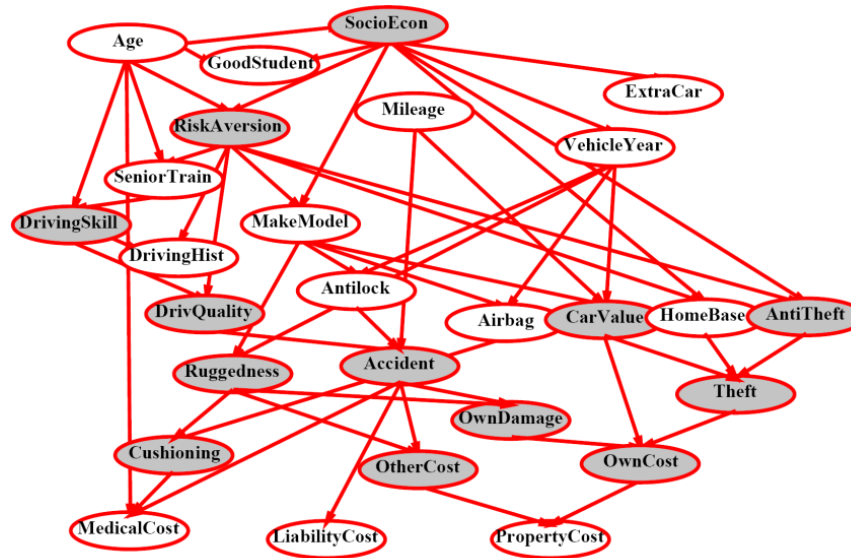 SocioEcon
Age
GoodStudent
ExtraCar
Mileage
RiskAversion
VehicleYear
SeniorTrain
DrivingSkill
MakeModel
DrivingHist
Antilock
DrivQuality
Airbag
CarValue
HomeBase
AntiTheft
Accident
Ruggedness
Theft
OwnDamage
Cushioning
OtherCost
OwnCost
MedicalCost
LiabilityCost
PropertyCost